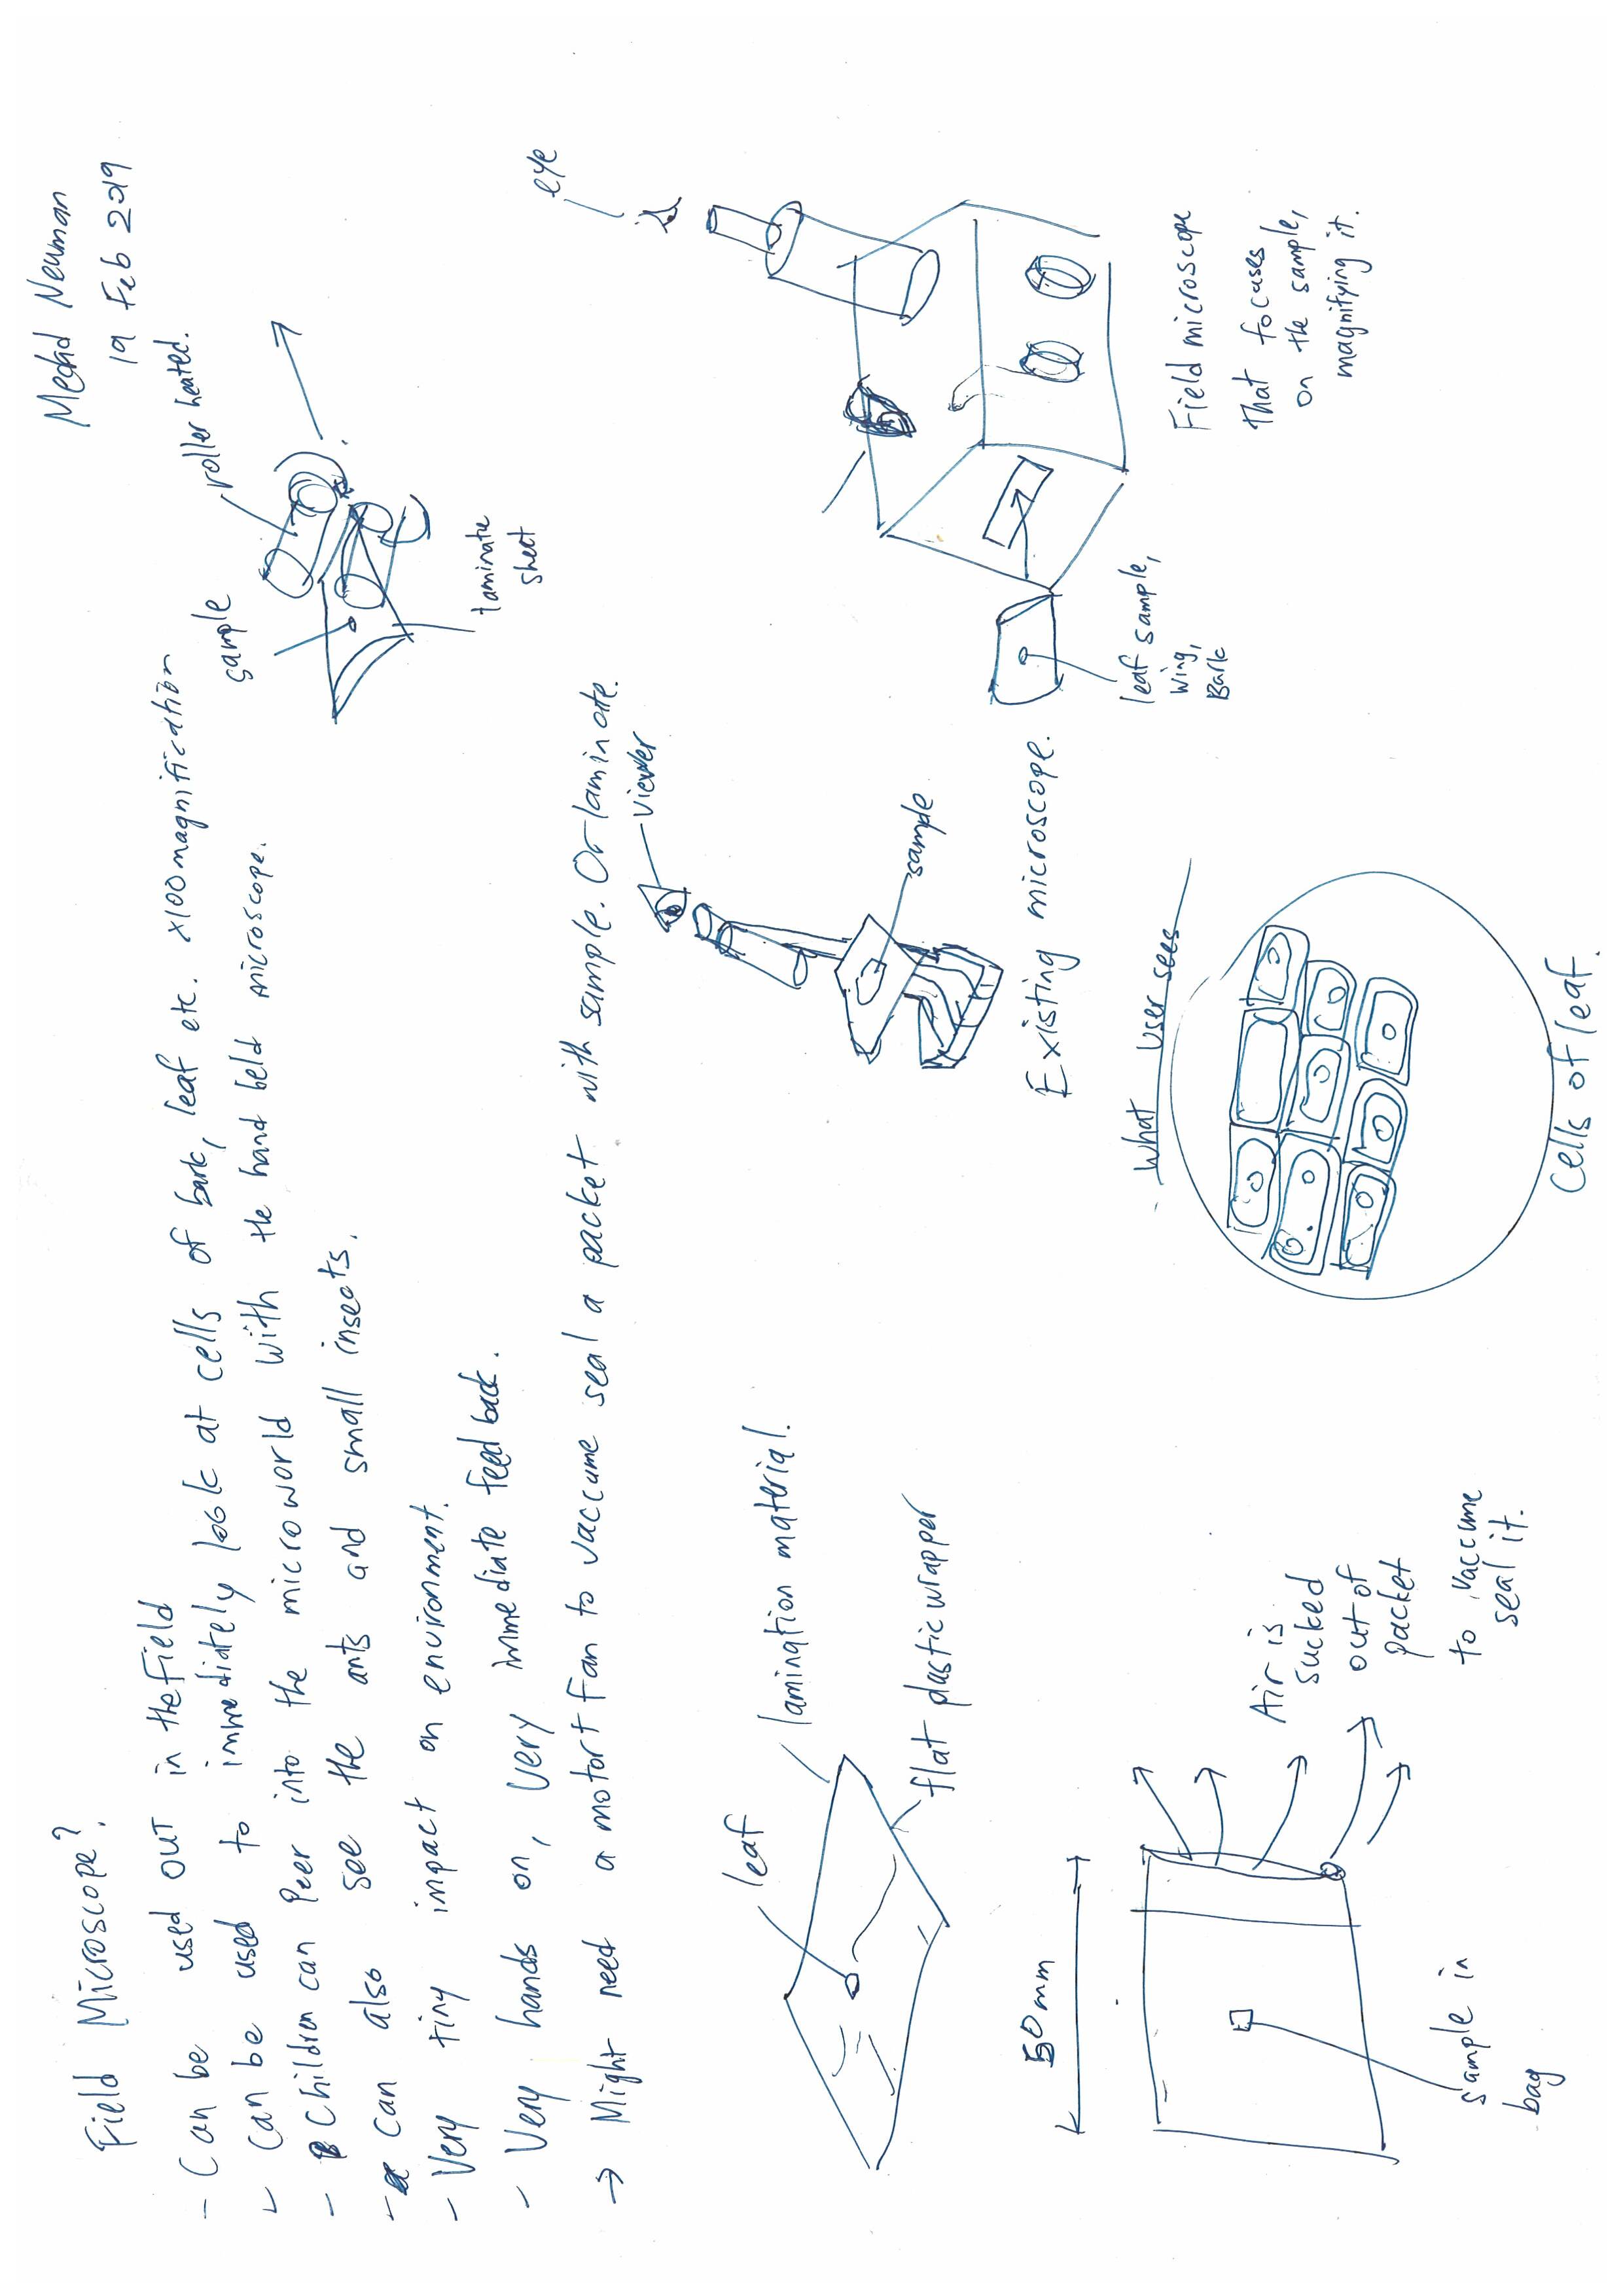 Field Microscope?
Medad Neuman
19 Feb 2019
- Can be used out in the Field
- Can be used to immediately look at cells of bark, leaf etc. x100 magnification
- Children can Peer into the microworld with the hand held microscope.
- Can also see the ants and small insects.
- Very tiny impact on environment.
- Very hands on, very immediate feed back.
→ Might need a motor + fan to vaccume seal a packet with sample. Or laminate.
sample
roller heated.
laminate
sheet
eye
viewer
leaf
lamination material.
flat plastic wrapper
sample
Existing microscope.
leaf sample,
Wing,
Bark
Field microscope
that focuses
on the sample,
magnifying it.
50mm
Air is
sucked
out of
packet
to vaccume
seal it.
sample in
bag
What user sees
Cells of leaf.